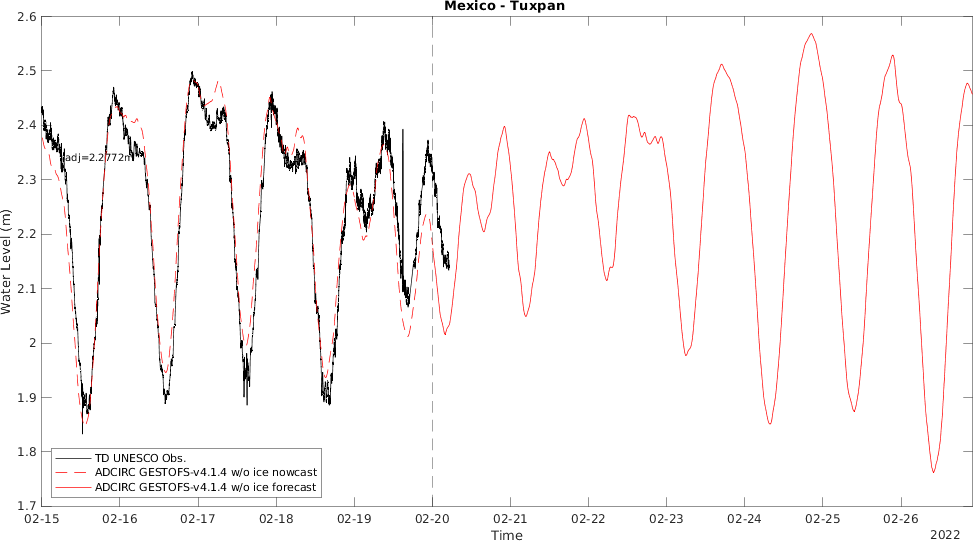 Mexico - Tuxpan
2.6
2.5
2.4
2.3
2.2
2.1
2
1.9
1.8
1.7
Water Level (m)
adj=2.2772m
TD UNESCO Obs.
ADCIRC GESTOFS-v4.1.4 w/o ice nowcast
ADCIRC GESTOFS-v4.1.4 w/o ice forecast
02-15 02-16 02-17 02-18 02-19 02-20 02-21 02-22 02-23 02-24 02-25 02-26
Time
2022